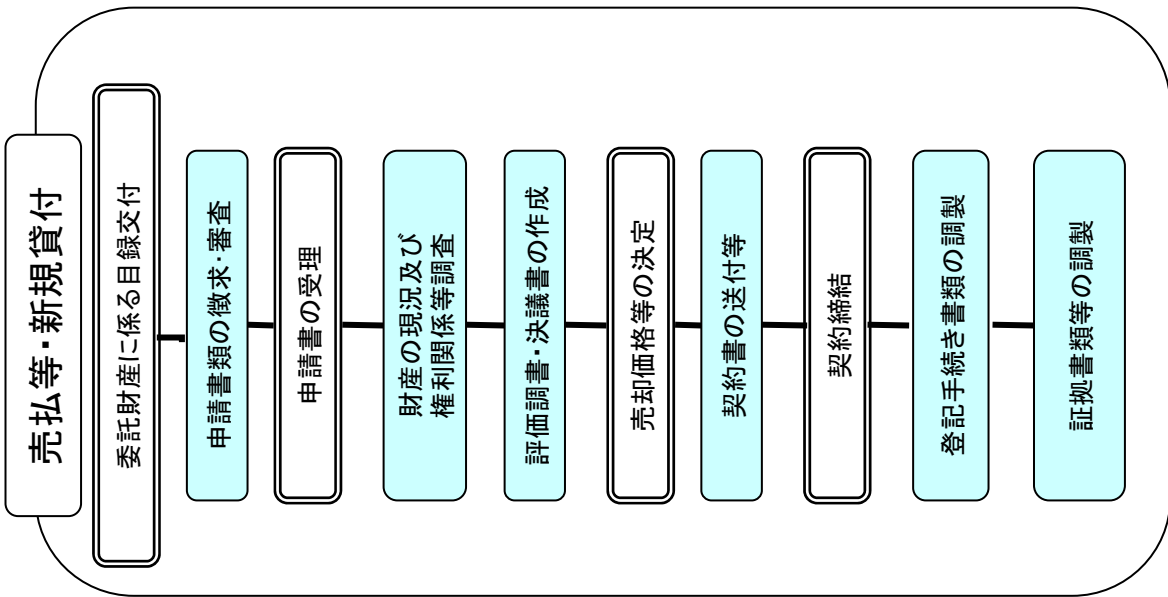 売払等・新規貸付
委託財産に係る目録交付
申請書類の徴求・審査
申請書の受理
財産の現況及び
権利関係等調査
評価調書・決議書の作成
売却価格等の決定
契約書の送付等
契約締結
登記手続き書類の調製
証拠書類等の調製